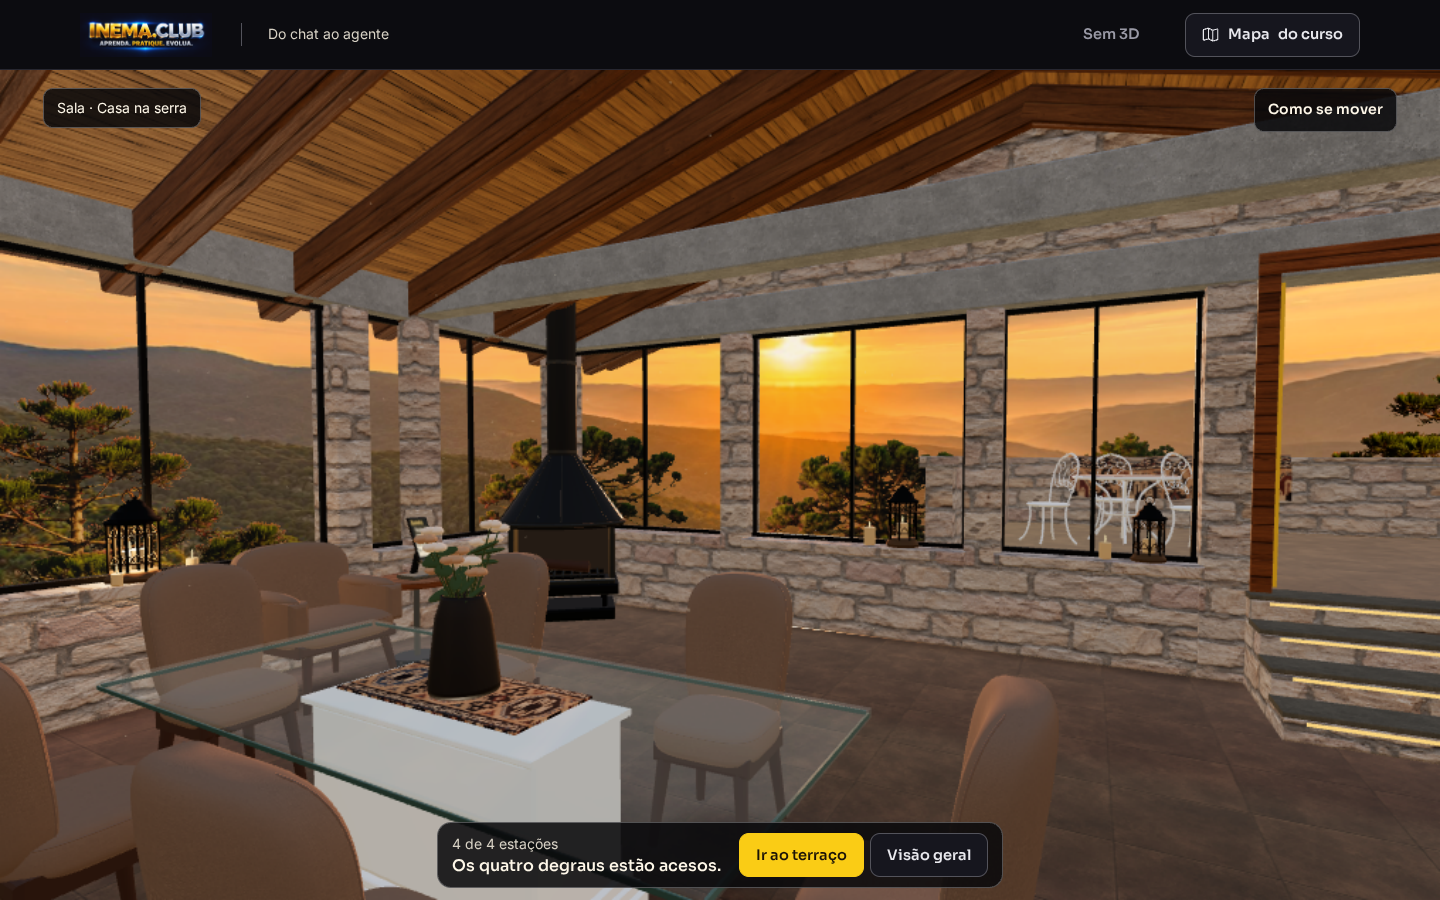 INEMA.CLUB
APRENDA. PRATIQUE. EVOLUA.
Do chat ao agente
Sem 3D
Mapa do curso
Sala · Casa na serra
Como se mover
4 de 4 estações
Os quatro degraus estão acesos.
Ir ao terraço
Visão geral